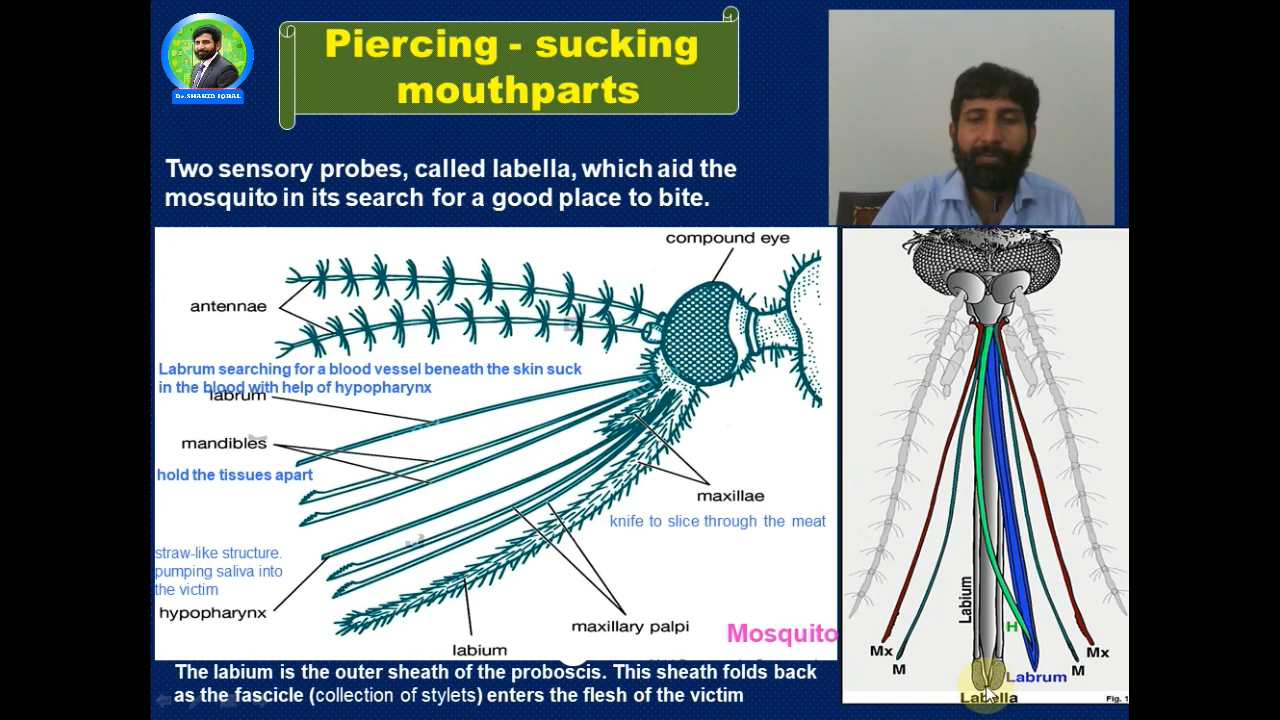 Piercing - sucking
mouthparts
Dr.SHAHID IQBAL
Two sensory probes, called labella, which aid the
mosquito in its search for a good place to bite.
compound eye
antennae
Labrum searching for a blood vessel beneath the skin suck
in the blood with help of hypopharynx
labrum
mandibles
hold the tissues apart
maxillae
knife to slice through the meat
straw-like structure.
pumping saliva into
the victim
hypopharynx
maxillary palpi
labium
Mosquito
Labium
H
Mx
M
Labrum
M
Mx
Labella
Fig. 1
The labium is the outer sheath of the proboscis. This sheath folds back
as the fascicle (collection of stylets) enters the flesh of the victim